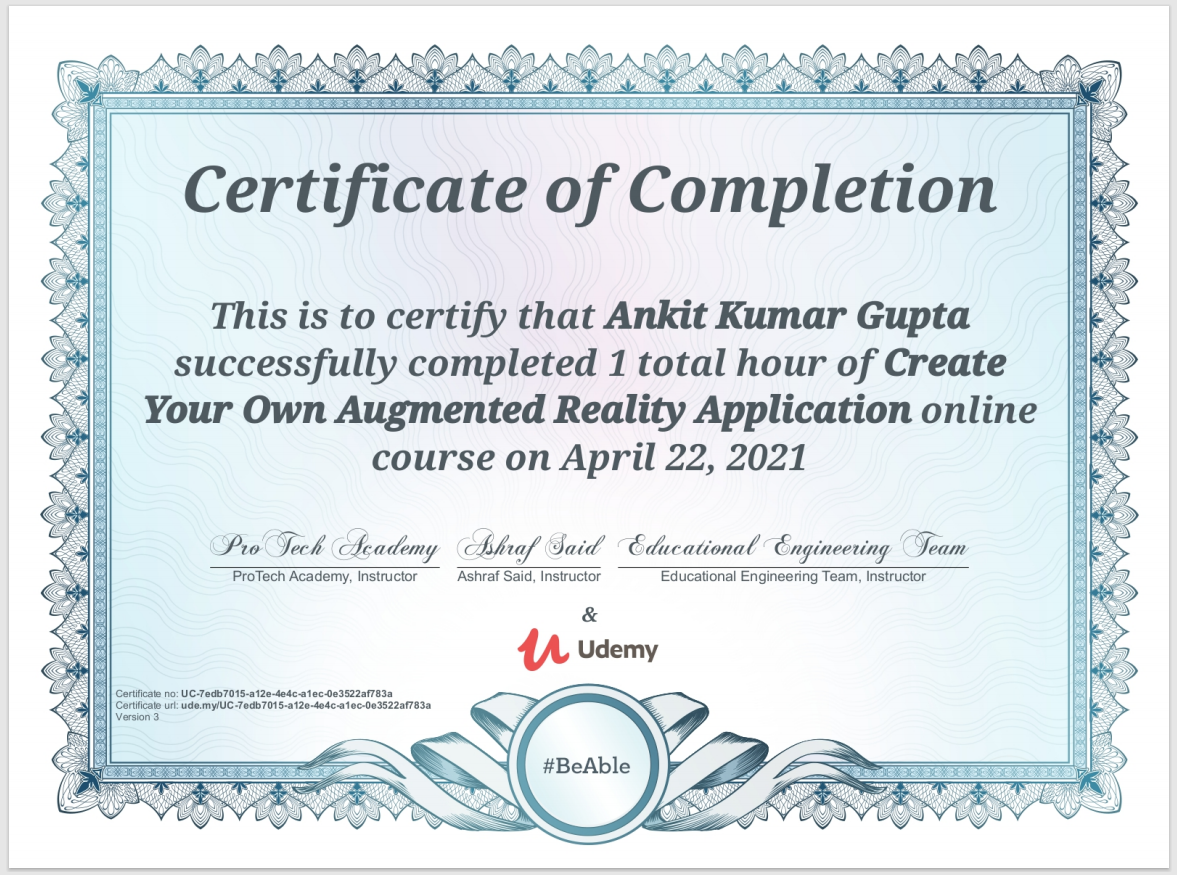 Certificate of Completion
This is to certify that Ankit Kumar Gupta
successfully completed 1 total hour of Create
Your Own Augmented Reality Application online
course on April 22, 2021
Pro Tech Academy Ashraf Said Educational Engineering Team
ProTech Academy, Instructor Ashraf Said, Instructor Educational Engineering Team, Instructor
&
Udemy
Certificate no: UC-7edb7015-a12e-4e4c-a1ec-0e3522af783a
Certificate url: ude.my/UC-7edb7015-a12e-4e4c-a1ec-0e3522af783a
Version 3
#BeAble